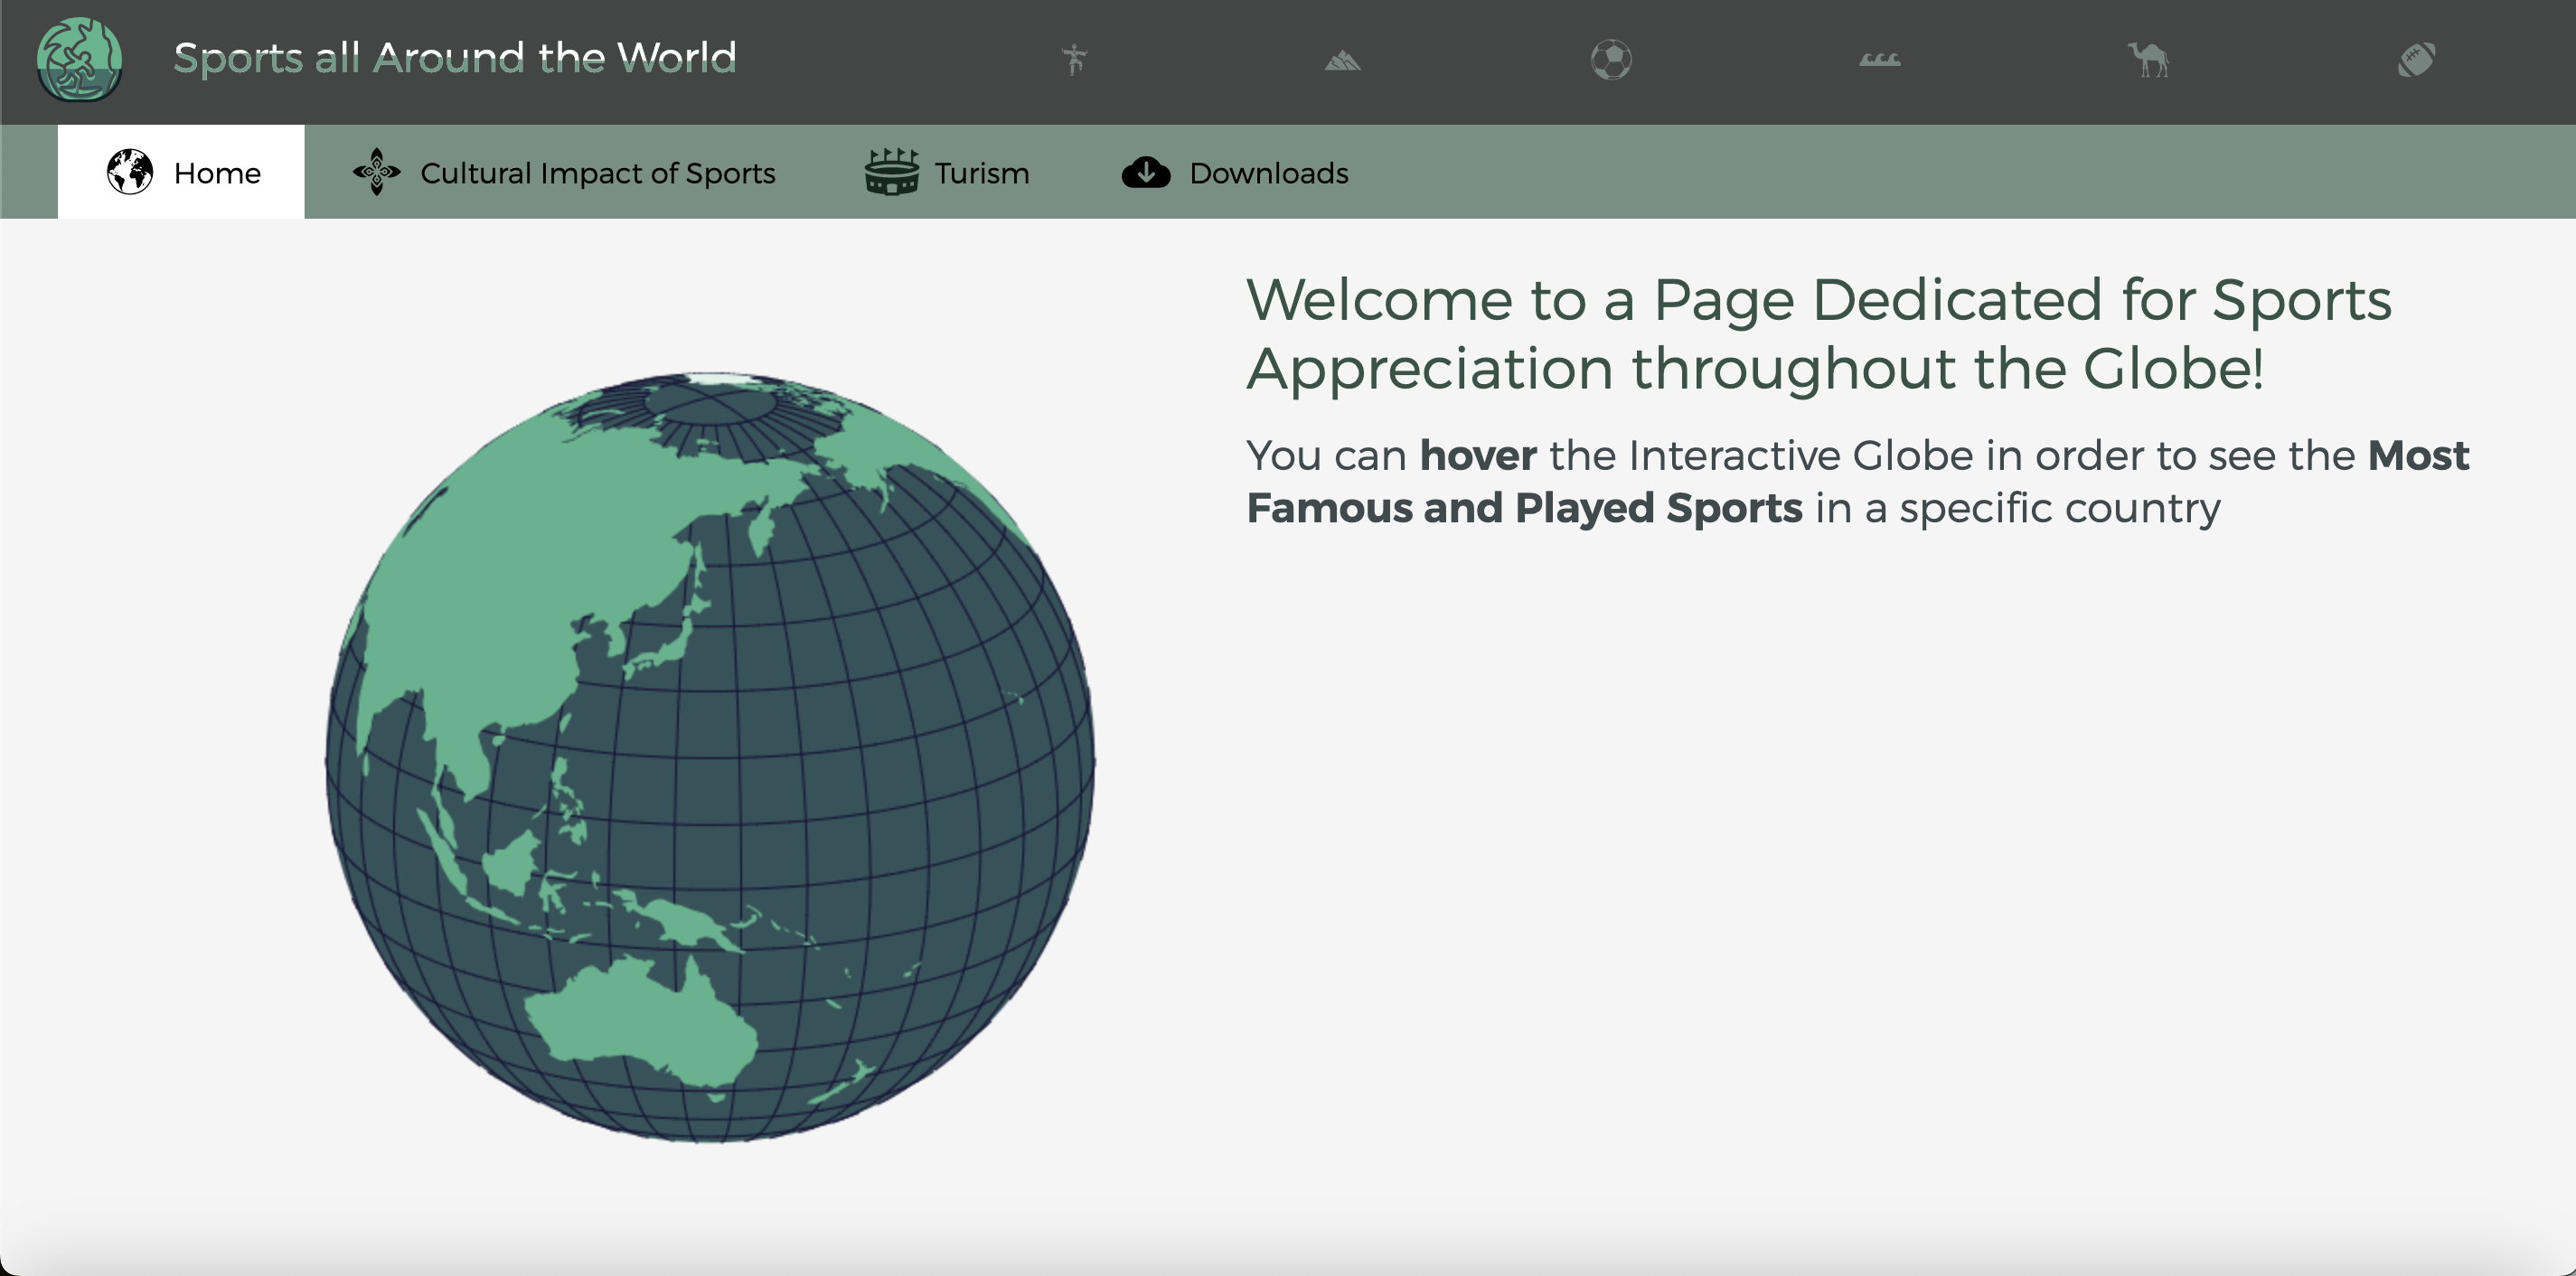 Sports all Around the World
Home
Cultural Impact of Sports
Turism
Downloads
Welcome to a Page Dedicated for Sports
Appreciation throughout the Globe!
You can hover the Interactive Globe in order to see the Most
Famous and Played Sports in a specific country